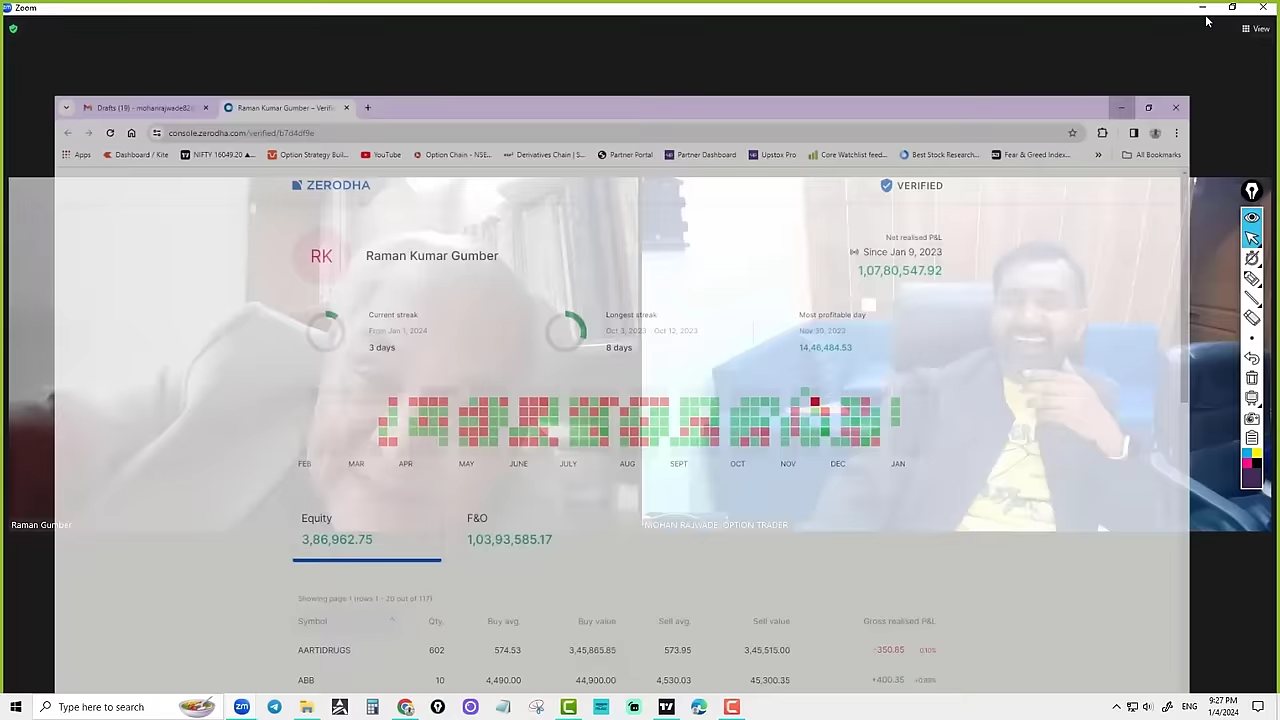 Zoom
View
Drafts (19) - mohanrajwade82
Raman Kumar Gumber – Verifi
console.zerodha.com/verified/b7d4df9e
Apps
Dashboard / Kite
NIFTY 16049.20 ▲...
Option Strategy Buil...
YouTube
Option Chain - NSE...
Derivatives Chain | S...
Partner Portal
Partner Dashboard
Upstox Pro
Core Watchlist feed...
Best Stock Research...
Fear & Greed Index...
»
All Bookmarks
ZERODHA
VERIFIED
RK
Raman Kumar Gumber
Net realised P&L
Since Jan 9, 2023
1,07,80,547.92
Current streak
From Jan 1, 2024
3 days
Longest streak
Oct 3, 2023 Oct 12, 2023
8 days
Most profitable day
Nov 30, 2023
14,46,484.53
FEB MAR APR MAY JUNE JULY AUG SEPT OCT NOV DEC JAN
Equity
3,86,962.75
F&O
1,03,93,585.17
Raman Gumber
MOHAN RAJWADE OPTION TRADER
Showing page 1 (rows 1 - 20 out of 117)
Symbol Qty. Buy avg. Buy value Sell avg. Sell value Gross realised P&L
AARTIDRUGS 602 574.53 3,45,865.85 573.95 3,45,515.00 -350.85 0.10%
ABB 10 4,490.00 44,900.00 4,530.03 45,300.35 +400.35 +0.89%
Type here to search
ENG
9:27 PM
1/4/2024